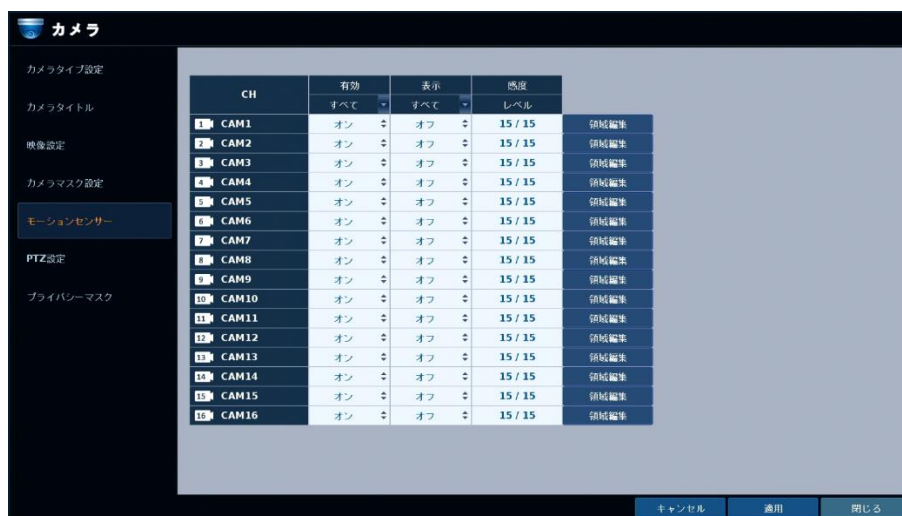 カメラ
カメラタイプ設定
カメラタイトル
映像設定
カメラマスク設定
モーションセンサー
PTZ設定
プライバシーマスク
CH 有効 表示 感度
すべて すべて レベル
1 CAM1 オン オフ 15 / 15 領域編集
2 CAM2 オン オフ 15 / 15 領域編集
3 CAM3 オン オフ 15 / 15 領域編集
4 CAM4 オン オフ 15 / 15 領域編集
5 CAM5 オン オフ 15 / 15 領域編集
6 CAM6 オン オフ 15 / 15 領域編集
7 CAM7 オン オフ 15 / 15 領域編集
8 CAM8 オン オフ 15 / 15 領域編集
9 CAM9 オン オフ 15 / 15 領域編集
10 CAM10 オン オフ 15 / 15 領域編集
11 CAM11 オン オフ 15 / 15 領域編集
12 CAM12 オン オフ 15 / 15 領域編集
13 CAM13 オン オフ 15 / 15 領域編集
14 CAM14 オン オフ 15 / 15 領域編集
15 CAM15 オン オフ 15 / 15 領域編集
16 CAM16 オン オフ 15 / 15 領域編集
キャンセル 適用 閉じる